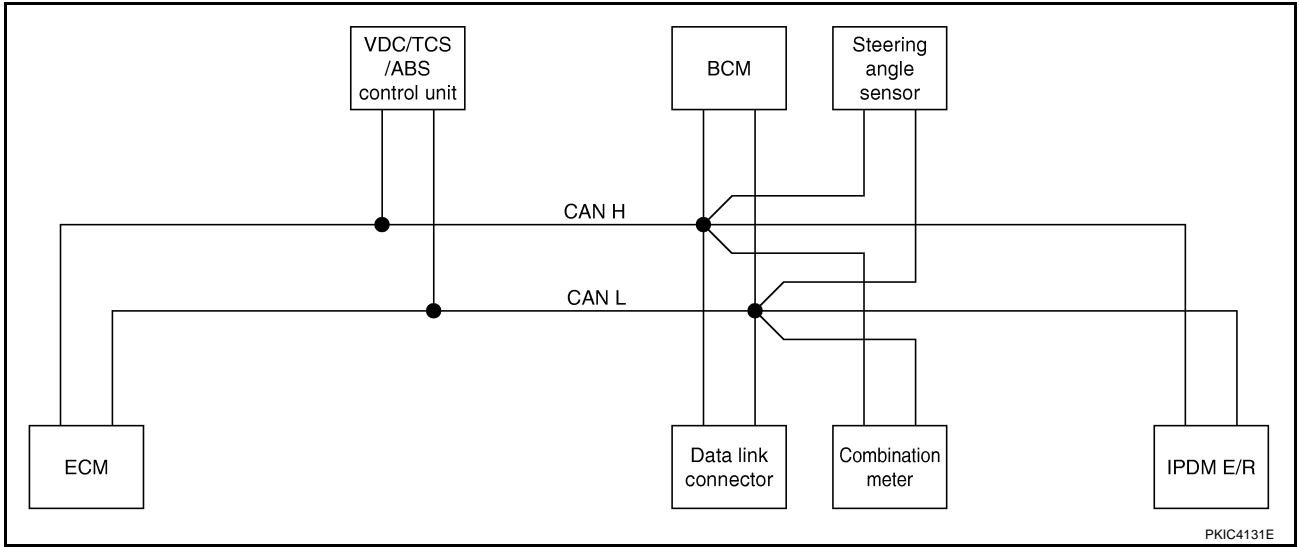 VDC/TCS
/ABS
control unit
BCM
Steering
angle
sensor
CAN H
CAN L
ECM
Data link
connector
Combination
meter
IPDM E/R
PKIC4131E